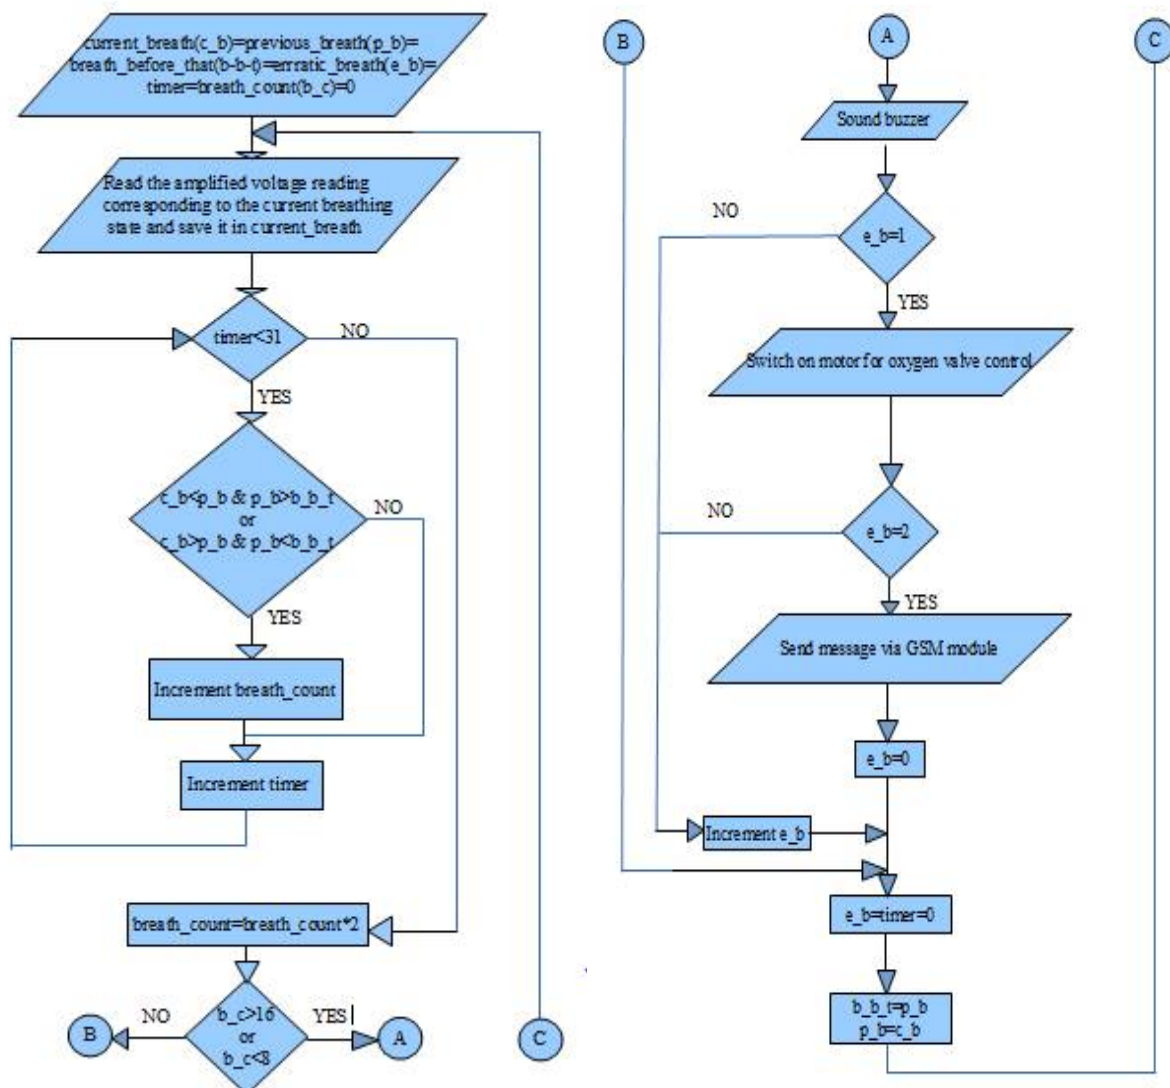 current_breath(c_b)=previous_breath(p_b)=
breath_before_that(b-b-t)=erratic_breath(e_b)=
timer=breath_count(b_c)=0
Read the amplified voltage reading
corresponding to the current breathing
state and save it in current_breath
timer<31
NO
YES
c_b<p_b & p_b>b_b_t
or
c_b>p_b & p_b<b_b_t
NO
YES
Increment breath_count
Increment timer
breath_count=breath_count*2
b_c>16
or
b_c<8
NO
YES
B
A
C
B
A
C
Sound buzzer
e_b=1
NO
YES
Switch on motor for oxygen valve control
e_b=2
NO
YES
Send message via GSM module
e_b=0
Increment e_b
e_b=timer=0
b_b_t=p_b
p_b=c_b